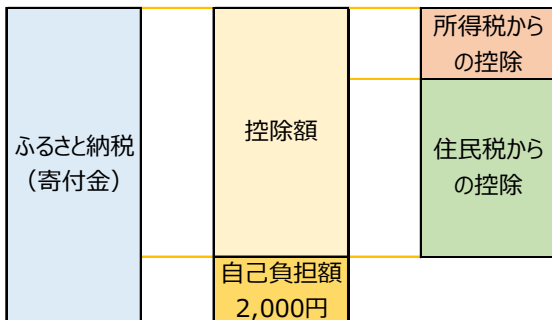 ふるさと納税
（寄付金）
控除額
自己負担額
2,000円
所得税から
の控除
住民税から
の控除